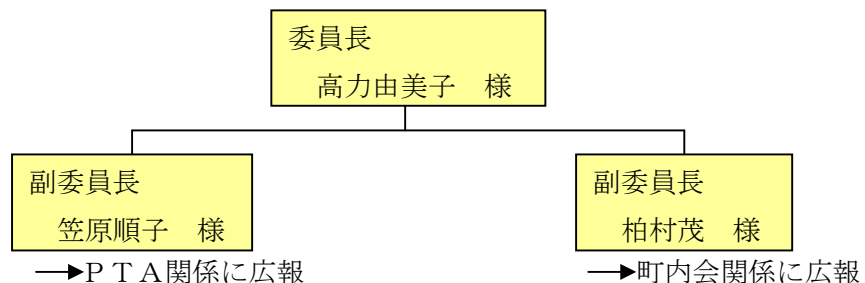 委員長
高力由美子　様
副委員長
笠原順子　様
→ＰＴＡ関係に広報
副委員長
柏村茂　様
→町内会関係に広報